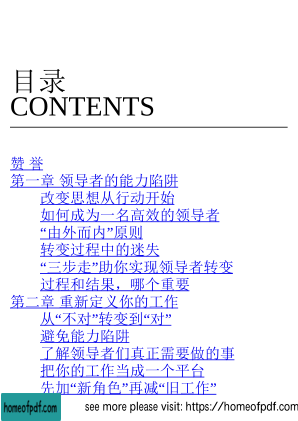 目录
CONTENTS
赞 誉
第一章 领导者的能力陷阱
改变思想从行动开始
如何成为一名高效的领导者
“由外而内”原则
转变过程中的迷失
“三步走”助你实现领导者转变
过程和结果，哪个重要
第二章 重新定义你的工作
从“不对”转变到“对”
避免能力陷阱
了解领导者们真正需要做的事
把你的工作当成一个平台
先加“新角色”再减“旧工作”
homeofpdf.com
see more please visit: https://homeofpdf.com